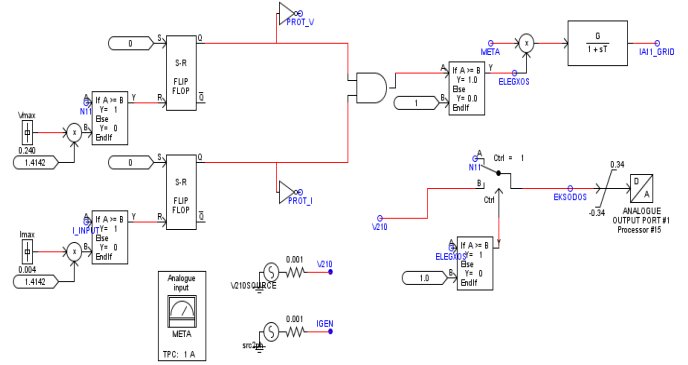 PROT_V
0
S
Q
S-R
FLIP
FLOP
R
Q
A
If A >= B
Y= 1
Else
Y= 0
EndIf
Y
B
N11
Vmax
0.240
x
1.4142
0
S
Q
S-R
FLIP
FLOP
R
Q
PROT_I
A
If A >= B
Y= 1
Else
Y= 0
EndIf
Y
B
I_INPUT
Imax
0.004
x
1.4142
A
If A >= B
Y= 1.0
Else
Y= 0.0
EndIf
Y
B
1
ELEGXOS
META
x
G
1 + sT
IAI1_GRID
A
N11
Ctrl = 1
B
Ctrl
V210
EKSODOS
0.34
-0.34
D
A
ANALOGUE
OUTPUT PORT #1
Processor #15
A
ELEGXOS
If A >= B
Y= 1
Else
Y= 0
EndIf
Y
B
1.0
Analogue
input
META
TPC: 1 A
0.001
V210
V210SOURCE
0.001
IGEN
src2ph